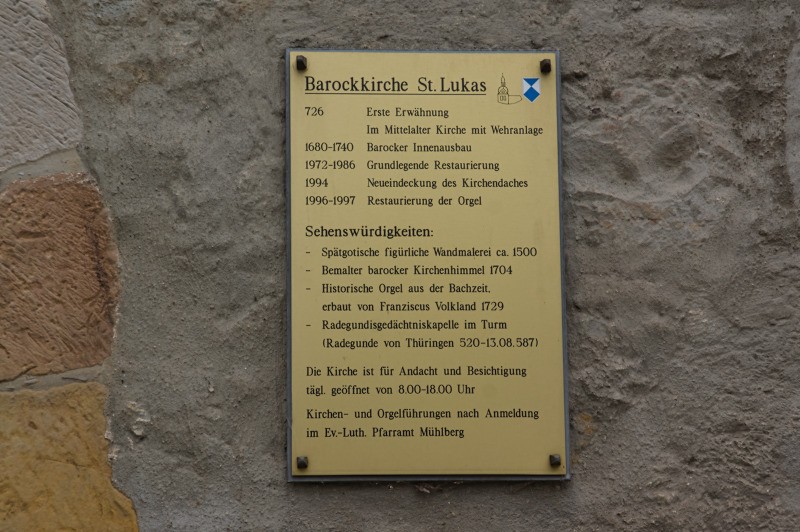 Barockkirche St. Lukas
726 Erste Erwähnung
Im Mittelalter Kirche mit Wehranlage
1680-1740 Barocker Innenausbau
1972-1986 Grundlegende Restaurierung
1994 Neueindeckung des Kirchendaches
1996-1997 Restaurierung der Orgel
Sehenswürdigkeiten:
- Spätgotische figürliche Wandmalerei ca. 1500
- Bemalter barocker Kirchenhimmel 1704
- Historische Orgel aus der Bachzeit,
erbaut von Franziscus Volkland 1729
- Radegundisgedächtniskapelle im Turm
(Radegunde von Thüringen 520-13.08.587)
Die Kirche ist für Andacht und Besichtigung
tägl. geöffnet von 8.00-18.00 Uhr
Kirchen- und Orgelführungen nach Anmeldung
im Ev.-Luth. Pfarramt Mühlberg